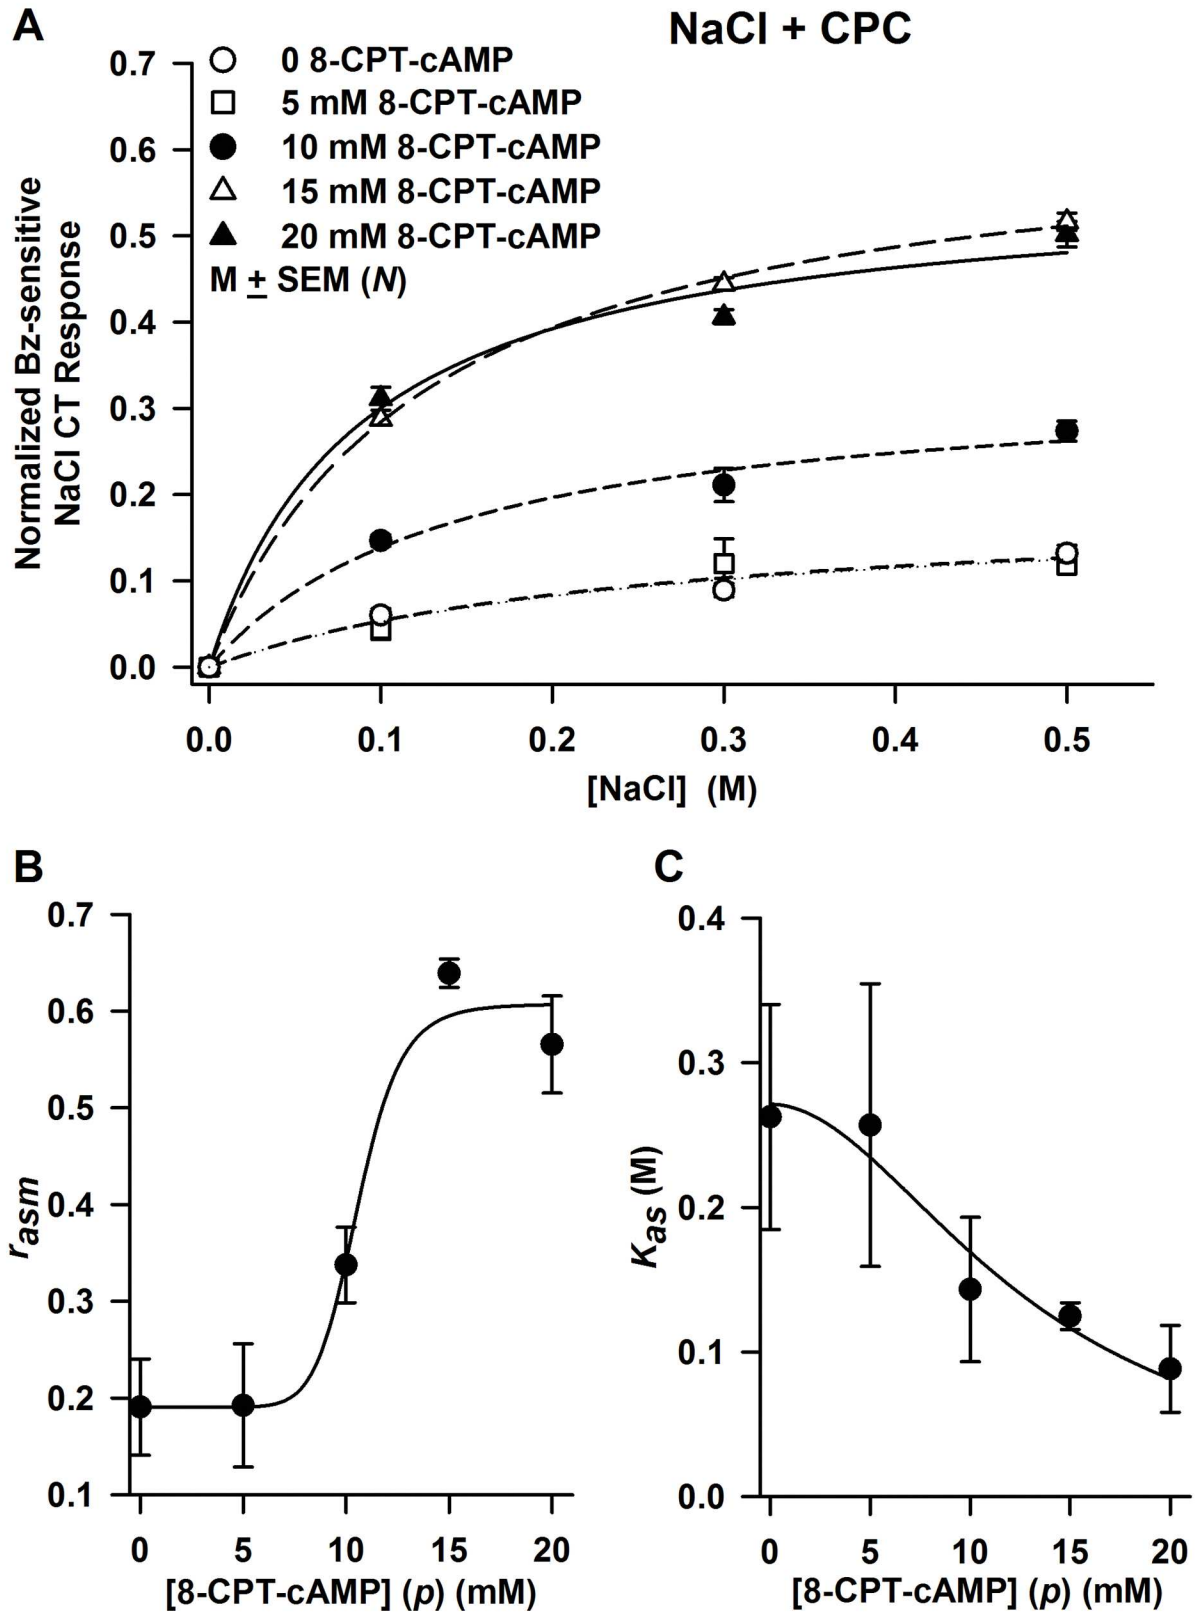 A
NaCl + CPC
0 8-CPT-cAMP
5 mM 8-CPT-cAMP
10 mM 8-CPT-cAMP
15 mM 8-CPT-cAMP
20 mM 8-CPT-cAMP
M ± SEM (N)
Normalized Bz-sensitive
NaCl CT Response
0.7
0.6
0.5
0.4
0.3
0.2
0.1
0.0
0.0 0.1 0.2 0.3 0.4 0.5
[NaCl] (M)
B
r asm
0.7
0.6
0.5
0.4
0.3
0.2
0.1
0 5 10 15 20
[8-CPT-cAMP] (p) (mM)
C
K as (M)
0.4
0.3
0.2
0.1
0.0
0 5 10 15 20
[8-CPT-cAMP] (p) (mM)